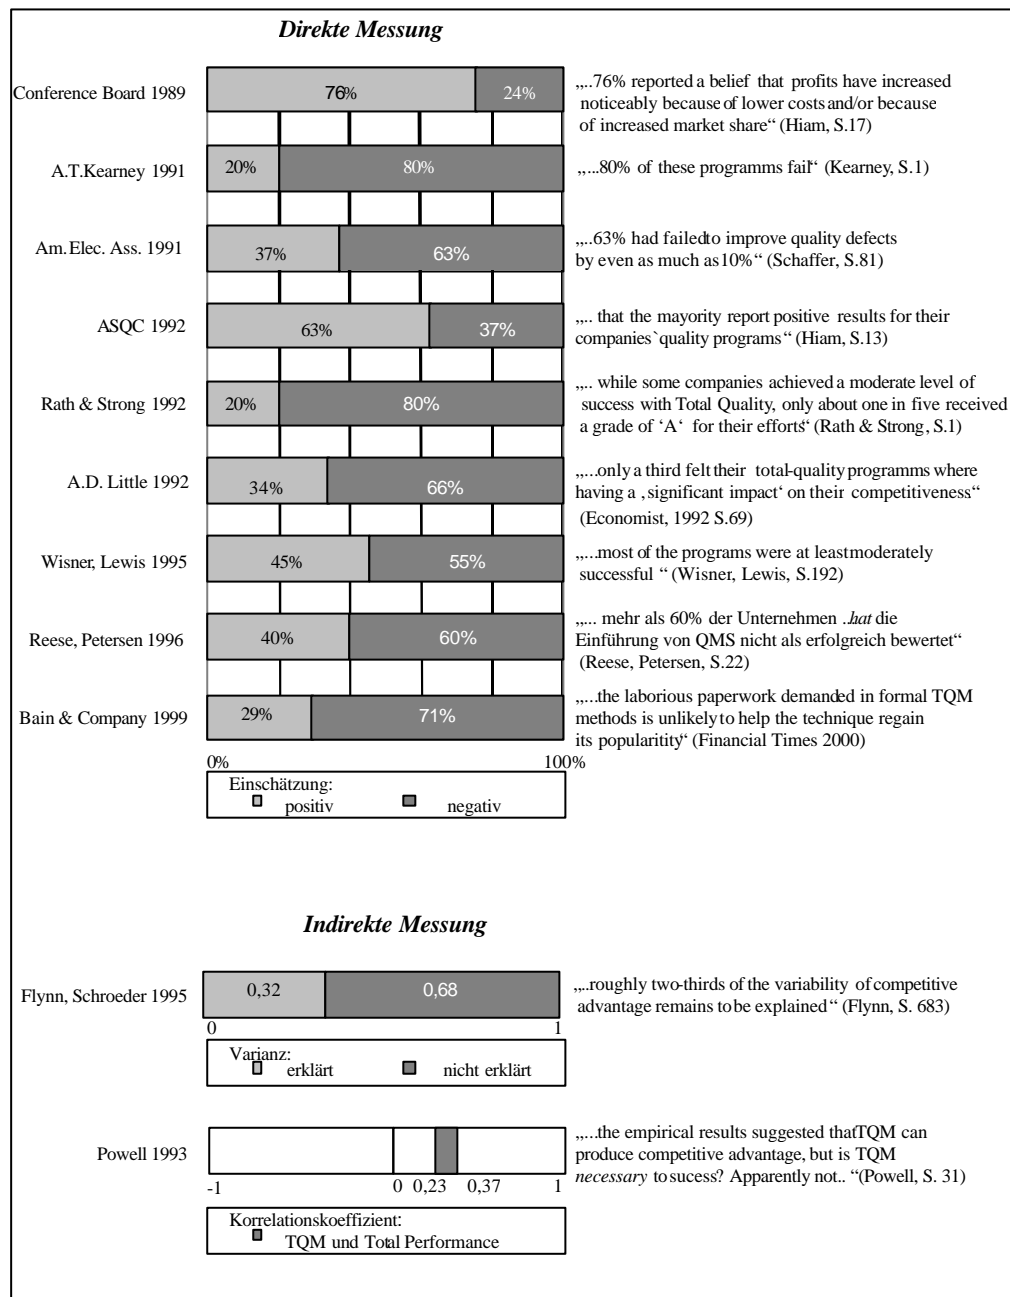 Direkte Messung
Conference Board 1989
76%
24%
„...76% reported a belief that profits have increased
noticeably because of lower costs and/or because
of increased market share“ (Hiam, S.17)
A.T.Kearney 1991
20%
80%
„...80% of these programms fail“ (Kearney, S.1)
Am. Elec. Ass. 1991
37%
63%
„...63% had failed to improve quality defects
by even as much as 10%“ (Schaffer, S.81)
ASQC 1992
63%
37%
„... that the mayority report positive results for their
companies` quality programs“ (Hiam, S.13)
Rath & Strong 1992
20%
80%
„... while some companies achieved a moderate level of
success with Total Quality, only about one in five received
a grade of ‘A‘ for their efforts“ (Rath & Strong, S.1)
A.D. Little 1992
34%
66%
„...only a third felt their total-quality programms where
having a ‚significant impact‘ on their competitiveness“
(Economist, 1992 S.69)
Wisner, Lewis 1995
45%
55%
„...most of the programs were at least moderately
successful “ (Wisner, Lewis, S.192)
Reese, Petersen 1996
40%
60%
„... mehr als 60% der Unternehmen ..hat die
Einführung von QMS nicht als erfolgreich bewertet“
(Reese, Petersen, S.22)
Bain & Company 1999
29%
71%
„...the laborious paperwork demanded in formal TQM
methods is unlikely to help the technique regain
its popularitity“ (Financial Times 2000)
0%
100%
Einschätzung:
positiv
negativ
Indirekte Messung
Flynn, Schroeder 1995
0,32
0,68
„...roughly two-thirds of the variability of competitive
advantage remains to be explained“ (Flynn, S. 683)
0
1
Varianz:
erklärt
nicht erklärt
Powell 1993
„...the empirical results suggested that TQM can
produce competitive advantage, but is TQM
necessary to sucess? Apparently not.. “(Powell, S. 31)
-1
0
0,23
0,37
1
Korrelationskoeffizient:
TQM und Total Performance